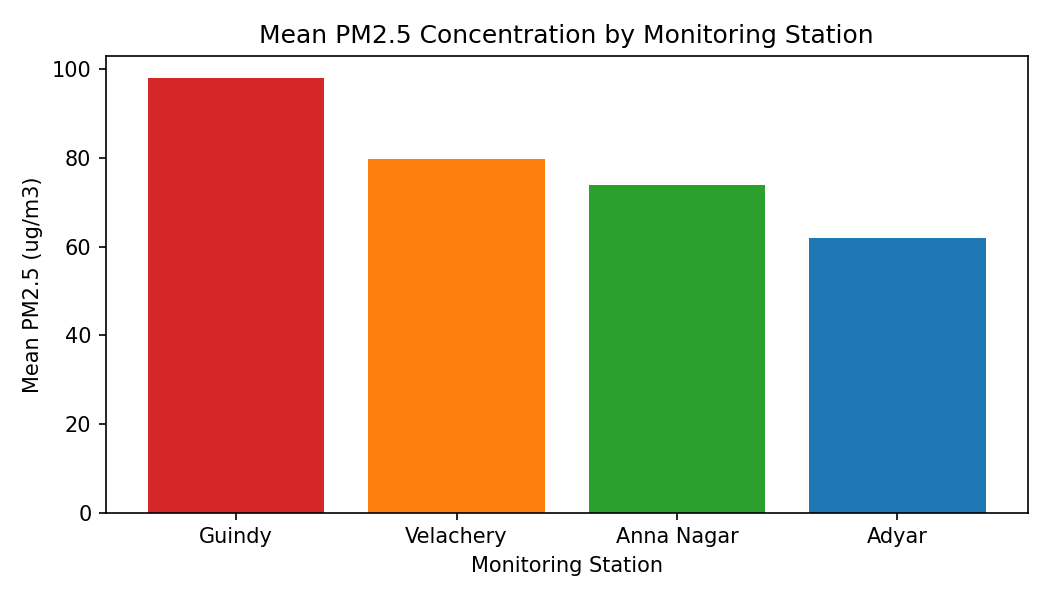 Mean PM2.5 Concentration by Monitoring Station
Mean PM2.5 (ug/m3)
100
80
60
40
20
0
Guindy Velachery Anna Nagar Adyar
Monitoring Station